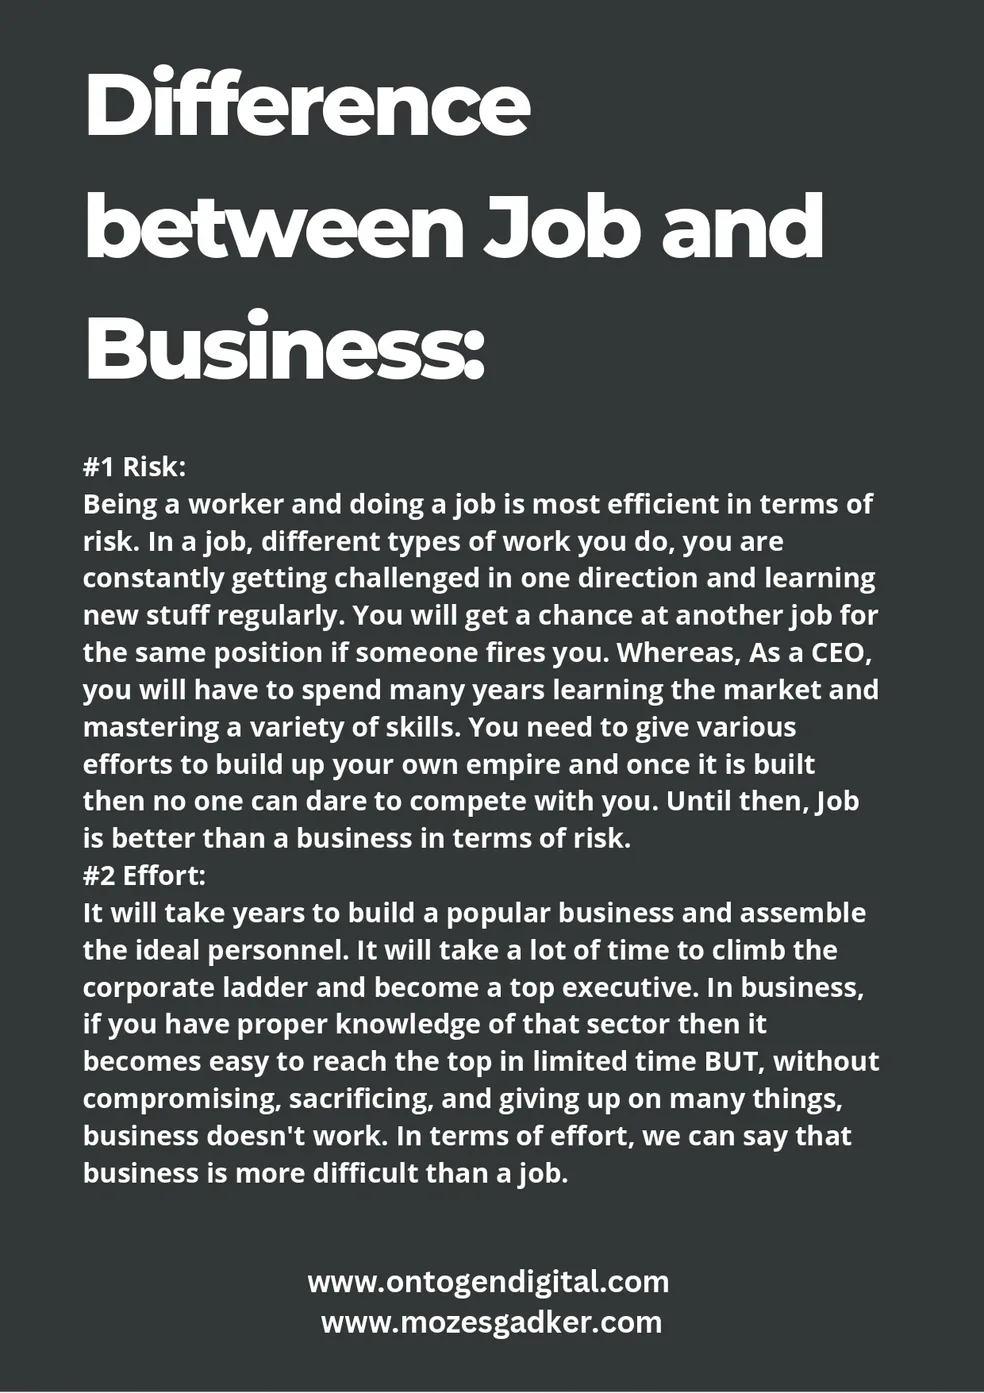 Difference
between Job and
Business:
#1 Risk:
Being a worker and doing a job is most efficient in terms of
risk. In a job, different types of work you do, you are
constantly getting challenged in one direction and learning
new stuff regularly. You will get a chance at another job for
the same position if someone fires you. Whereas, As a CEO,
you will have to spend many years learning the market and
mastering a variety of skills. You need to give various
efforts to build up your own empire and once it is built
then no one can dare to compete with you. Until then, Job
is better than a business in terms of risk.
#2 Effort:
It will take years to build a popular business and assemble
the ideal personnel. It will take a lot of time to climb the
corporate ladder and become a top executive. In business,
if you have proper knowledge of that sector then it
becomes easy to reach the top in limited time BUT, without
compromising, sacrificing, and giving up on many things,
business doesn't work. In terms of effort, we can say that
business is more difficult than a job.
www.ontogendigital.com
www.mozesgadker.com